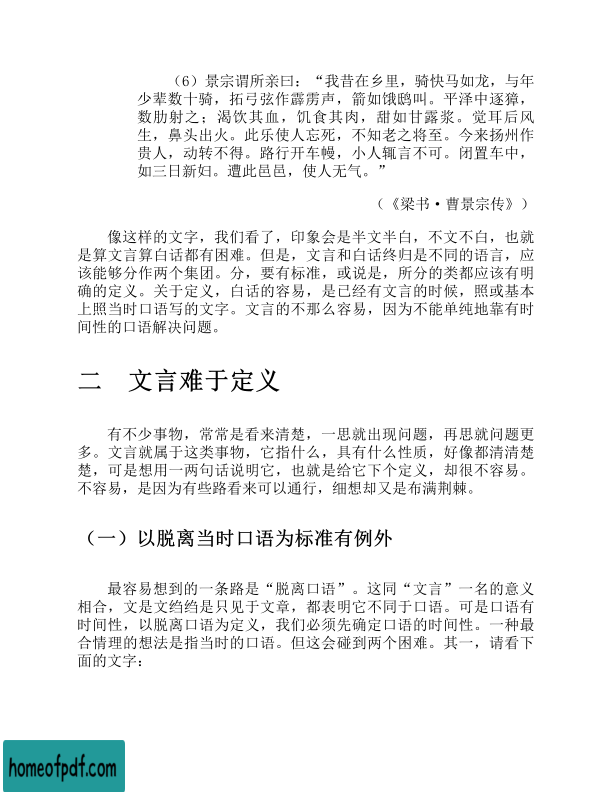 （6）景宗谓所亲曰：“我昔在乡里，骑快马如龙，与年
少辈数十骑，拓弓弦作霹雳声，箭如饿鸱叫。平泽中逐獐，
数肋射之；渴饮其血，饥食其肉，甜如甘露浆。觉耳后风
生，鼻头出火。此乐使人忘死，不知老之将至。今来扬州作
贵人，动转不得。路行开车幔，小人辄言不可。闭置车中，
如三日新妇。遭此邑邑，使人无气。”
（《梁书·曹景宗传》）
像这样的文字，我们看了，印象会是半文半白，不文不白，也就
是算文言算白话都有困难。但是，文言和白话终归是不同的语言，应
该能够分作两个集团。分，要有标准，或说是，所分的类都应该有明
确的定义。关于定义，白话的容易，是已经有文言的时候，照或基本
上照当时口语写的文字。文言的不那么容易，因为不能单纯地靠有时
间性的口语解决问题。
二　文言难于定义
有不少事物，常常是看来清楚，一思就出现问题，再思就问题更
多。文言就属于这类事物，它指什么，具有什么性质，好像都清清楚
楚，可是想用一两句话说明它，也就是给它下个定义，却很不容易。
不容易，是因为有些路看来可以通行，细想却又是布满荆棘。
（一）以脱离当时口语为标准有例外
最容易想到的一条路是“脱离口语”。这同“文言”一名的意义
相合，文是文绉绉是只见于文章，都表明它不同于口语。可是口语有
时间性，以脱离口语为定义，我们必须先确定口语的时间性。一种最
合情理的想法是指当时的口语。但这会碰到两个困难。其一，请看下
面的文字：
homeofpdf.com